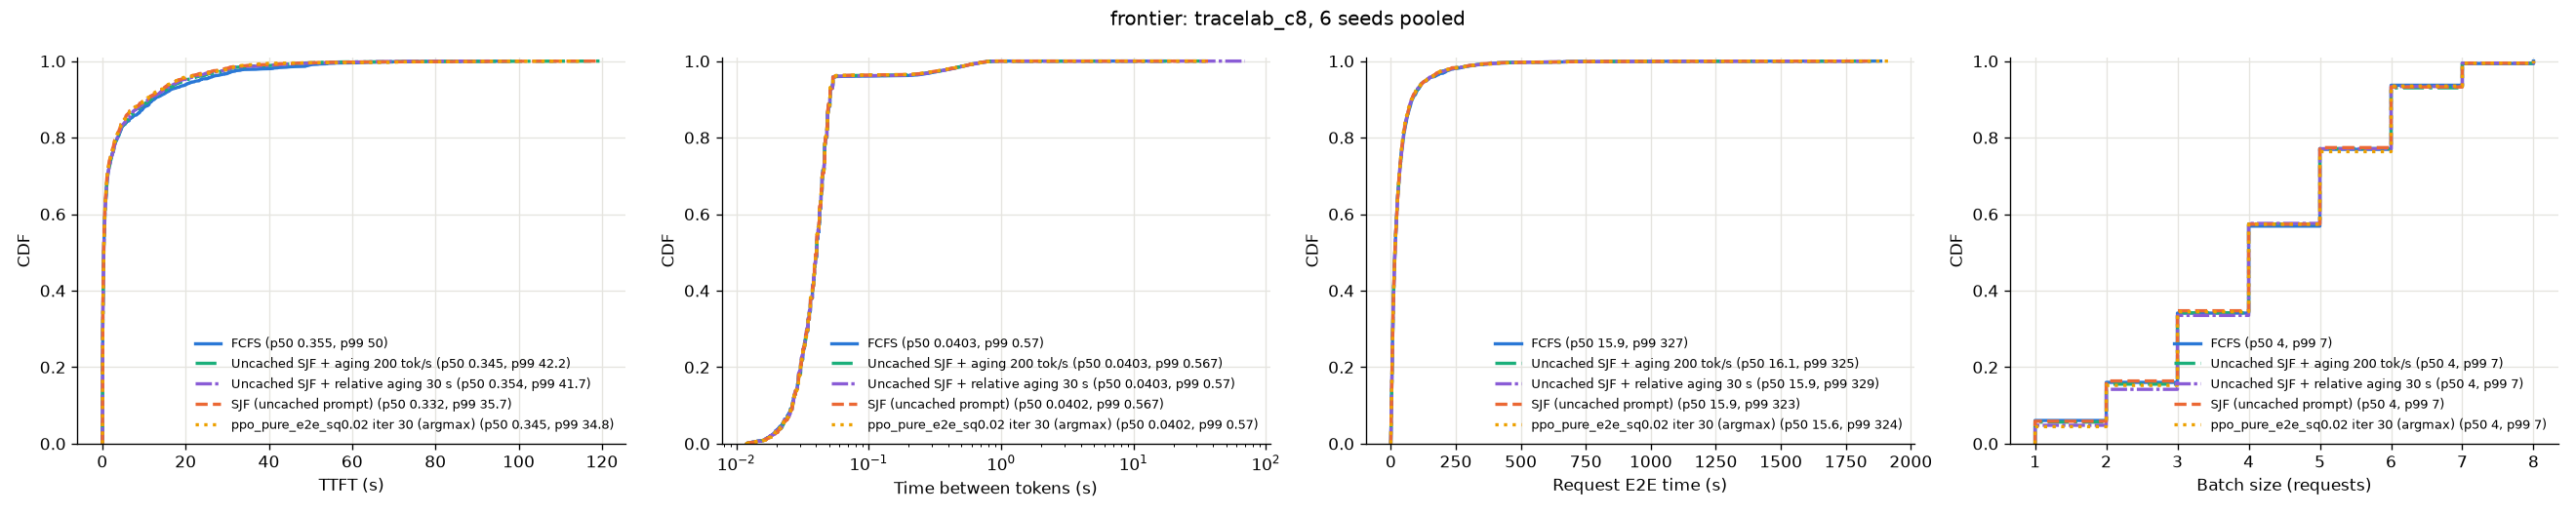 frontier: tracelab_c8, 6 seeds pooled
1.0
0.8
0.6
0.4
0.2
0.0
CDF
FCFS (p50 0.355, p99 50)
Uncached SJF + aging 200 tok/s (p50 0.345, p99 42.2)
Uncached SJF + relative aging 30 s (p50 0.354, p99 41.7)
SJF (uncached prompt) (p50 0.332, p99 35.7)
ppo_pure_e2e_sq0.02 iter 30 (argmax) (p50 0.345, p99 34.8)
0 20 40 60 80 100 120
TTFT (s)
1.0
0.8
0.6
0.4
0.2
0.0
CDF
FCFS (p50 0.0403, p99 0.57)
Uncached SJF + aging 200 tok/s (p50 0.0403, p99 0.567)
Uncached SJF + relative aging 30 s (p50 0.0403, p99 0.57)
SJF (uncached prompt) (p50 0.0402, p99 0.567)
ppo_pure_e2e_sq0.02 iter 30 (argmax) (p50 0.0402, p99 0.57)
10⁻² 10⁻¹ 10⁰ 10¹ 10²
Time between tokens (s)
1.0
0.8
0.6
0.4
0.2
0.0
CDF
FCFS (p50 15.9, p99 327)
Uncached SJF + aging 200 tok/s (p50 16.1, p99 325)
Uncached SJF + relative aging 30 s (p50 15.9, p99 329)
SJF (uncached prompt) (p50 15.9, p99 323)
ppo_pure_e2e_sq0.02 iter 30 (argmax) (p50 15.6, p99 324)
0 250 500 750 1000 1250 1500 1750 2000
Request E2E time (s)
1.0
0.8
0.6
0.4
0.2
0.0
CDF
FCFS (p50 4, p99 7)
Uncached SJF + aging 200 tok/s (p50 4, p99 7)
Uncached SJF + relative aging 30 s (p50 4, p99 7)
SJF (uncached prompt) (p50 4, p99 7)
ppo_pure_e2e_sq0.02 iter 30 (argmax) (p50 4, p99 7)
1 2 3 4 5 6 7 8
Batch size (requests)